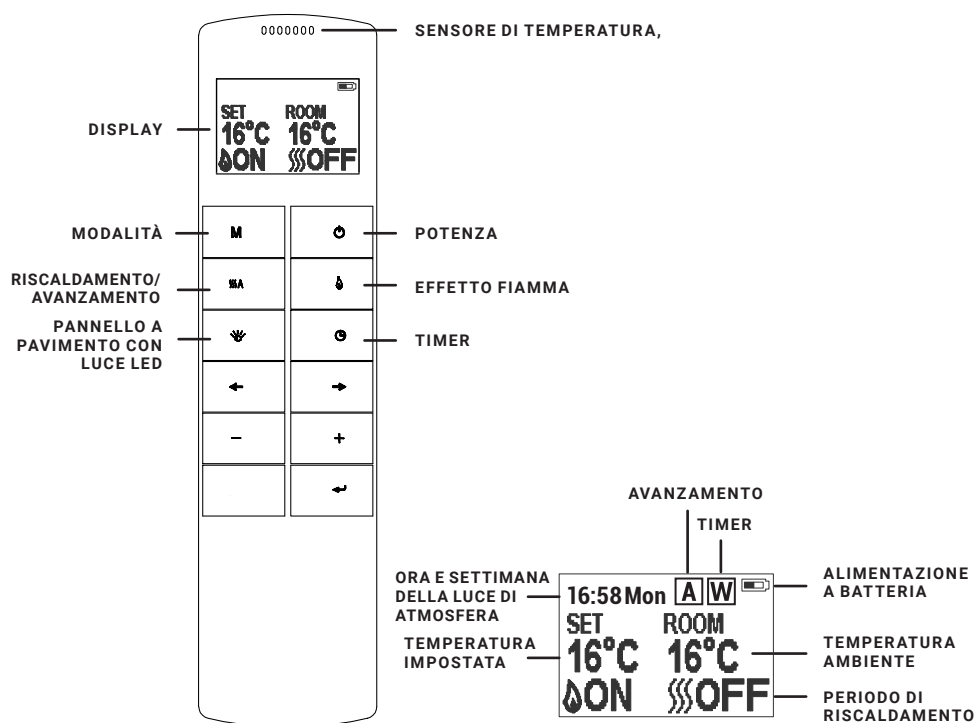 SENSORE DI TEMPERATURA,
SET ROOM
16°C 16°C
ON OFF
DISPLAY
MODALITÀ
M
POTENZA
RISCALDAMENTO/
AVANZAMENTO
A
EFFETTO FIAMMA
PANNELLO A
PAVIMENTO CON
LUCE LED
TIMER
← →
− +
AVANZAMENTO
TIMER
ORA E SETTIMANA
DELLA LUCE DI
ATMOSFERA
16:58 Mon A W
ALIMENTAZIONE
A BATTERIA
SET ROOM
16°C 16°C
ON OFF
TEMPERATURA
IMPOSTATA
TEMPERATURA
AMBIENTE
PERIODO DI
RISCALDAMENTO